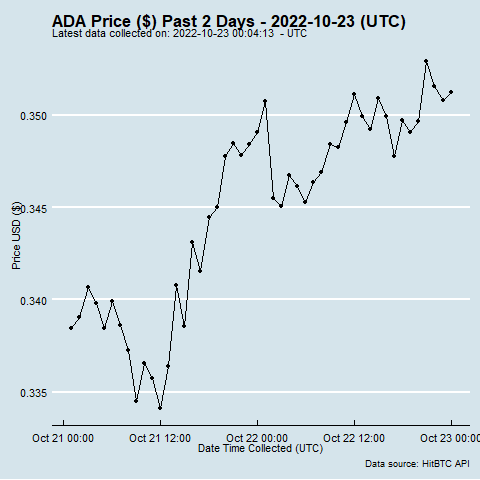 ADA Price ($) Past 2 Days - 2022-10-23 (UTC)
Latest data collected on: 2022-10-23 00:04:13 - UTC
0.350
0.345
0.340
0.335
Price USD ($)
Oct 21 00:00 Oct 21 12:00 Oct 22 00:00 Oct 22 12:00 Oct 23 00:00
Date Time Collected (UTC)
Data source: HitBTC API